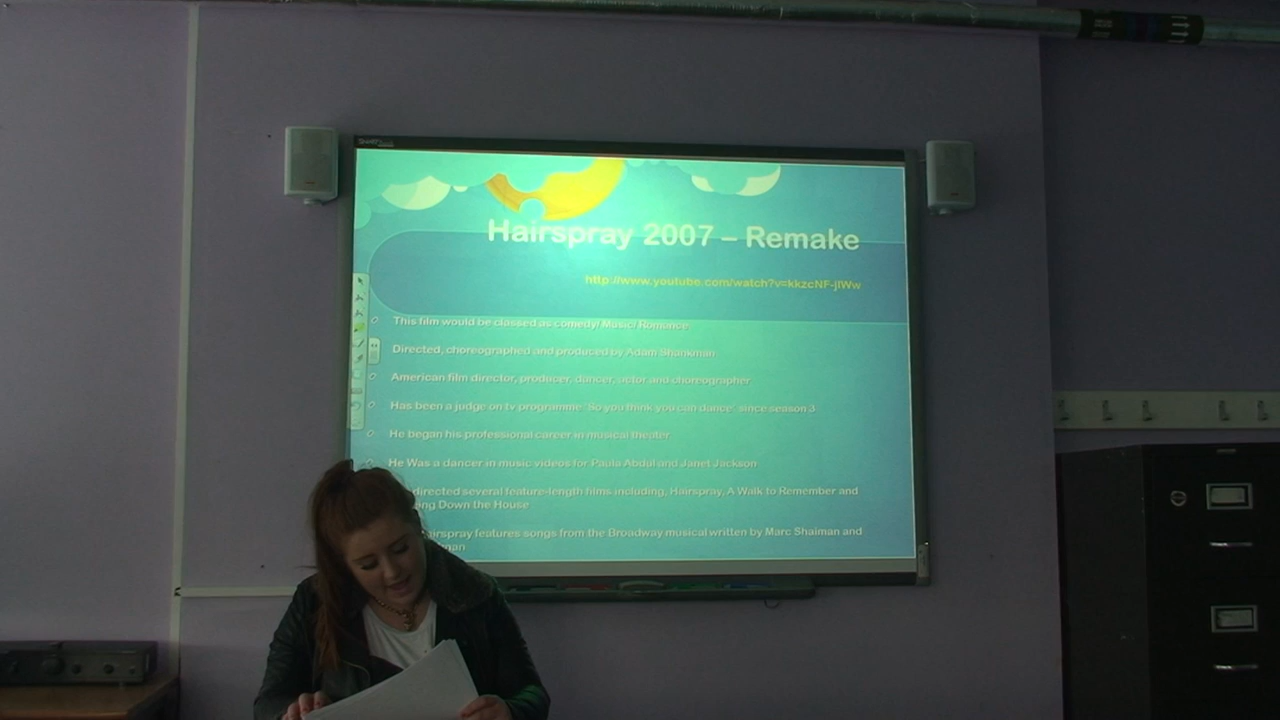 SMART
Hairspray 2007 – Remake
http://www.youtube.com/watch?v=kkzcNF-jIWw
This film would be classed as comedy/ Music/ Romance
Directed, choreographed and produced by Adam Shankman
American film director, producer, dancer, actor and choreographer
Has been a judge on tv programme 'So you think you can dance' since season 3
He began his professional career in musical theater.
He Was a dancer in music videos for Paula Abdul and Janet Jackson
directed several feature-length films including, Hairspray, A Walk to Remember and
Down the House
features songs from the Broadway musical written by Marc Shaiman and